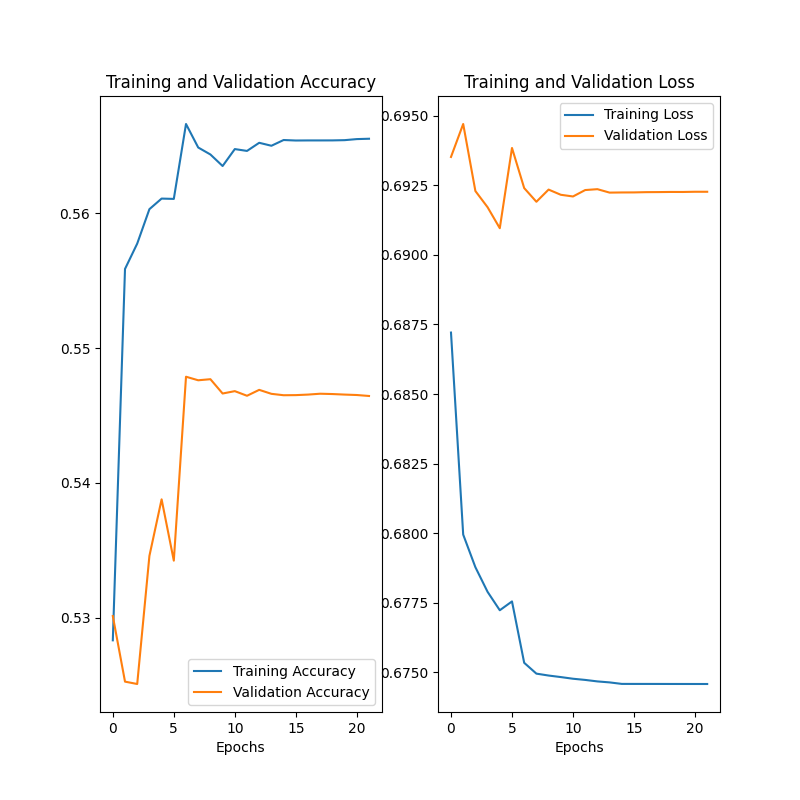 Training and Validation Accuracy
0.56
0.55
0.54
0.53
Training Accuracy
Validation Accuracy
0
5
10
15
20
Epochs
Training and Validation Loss
0.6950
0.6925
0.6900
0.6875
0.6850
0.6825
0.6800
0.6775
0.6750
Training Loss
Validation Loss
0
5
10
15
20
Epochs